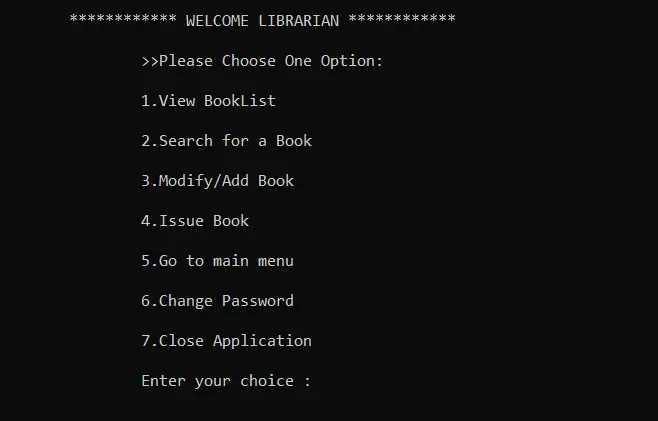 ************ WELCOME LIBRARIAN ************
>>Please Choose One Option:
1.View BookList
2.Search for a Book
3.Modify/Add Book
4.Issue Book
5.Go to main menu
6.Change Password
7.Close Application
Enter your choice :